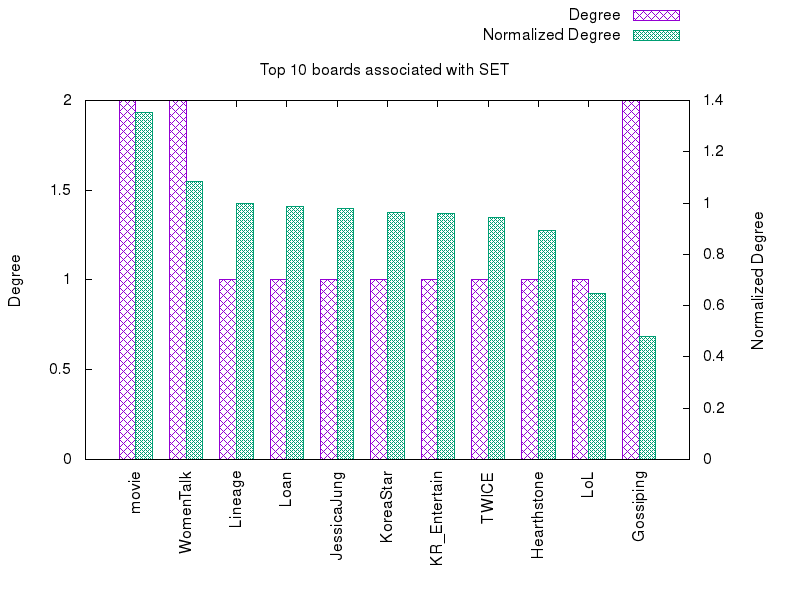 Degree
Normalized Degree
Top 10 boards associated with SET
2
1.5
1
0.5
0
1.4
1.2
1
0.8
0.6
0.4
0.2
0
Degree
Normalized Degree
movie
WomenTalk
Lineage
Loan
JessicaJung
KoreaStar
KR_Entertain
TWICE
Hearthstone
LoL
Gossiping